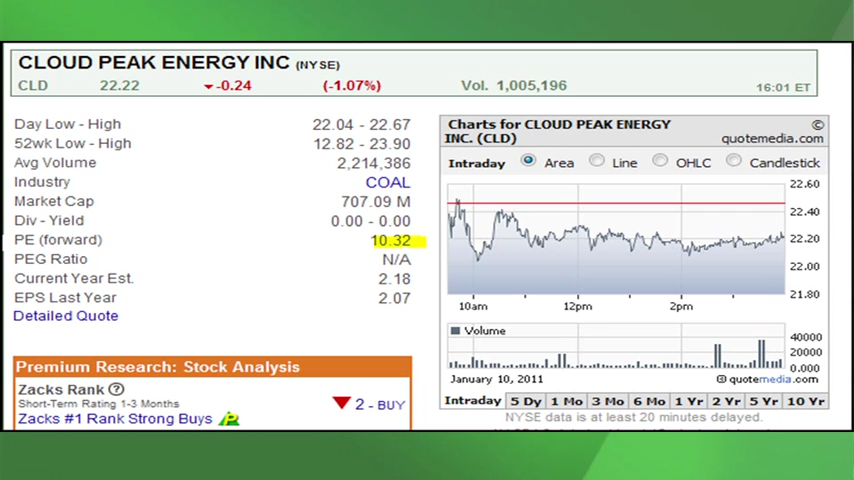 CLOUD PEAK ENERGY INC (NYSE)
CLD 22.22 -0.24 (-1.07%) Vol. 1,005,196 16:01 ET
Day Low - High 22.04 - 22.67
52wk Low - High 12.82 - 23.90
Avg Volume 2,214,386
Industry COAL
Market Cap 707.09 M
Div - Yield 0.00 - 0.00
PE (forward) 10.32
PEG Ratio N/A
Current Year Est. 2.18
EPS Last Year 2.07
Detailed Quote
Premium Research: Stock Analysis
Zacks Rank ?
Short-Term Rating 1-3 Months
2 - BUY
Zacks #1 Rank Strong Buys
Charts for CLOUD PEAK ENERGY ©
INC. (CLD) quotemedia.com
Intraday Area Line OHLC Candlestick
22.60
22.40
22.20
22.00
21.80
10am 12pm 2pm
Volume
40000
20000
0.000
January 10, 2011 quotemedia.com
Intraday 5 Dy 1 Mo 3 Mo 6 Mo 1 Yr 2 Yr 5 Yr 10 Yr
NYSE data is at least 20 minutes delayed.